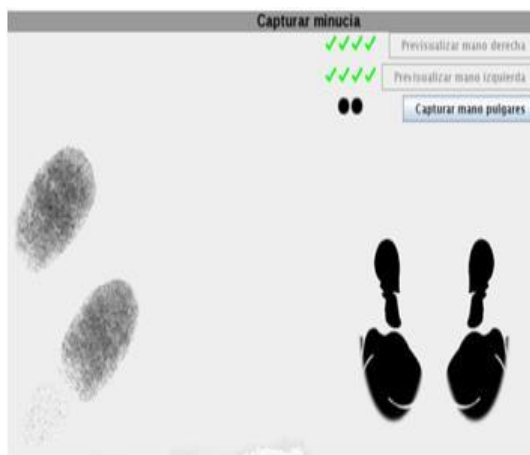 Capturar minucia
Previsualizar mano derecha
Previsualizar mano izquierda
Capturar mano pulgares